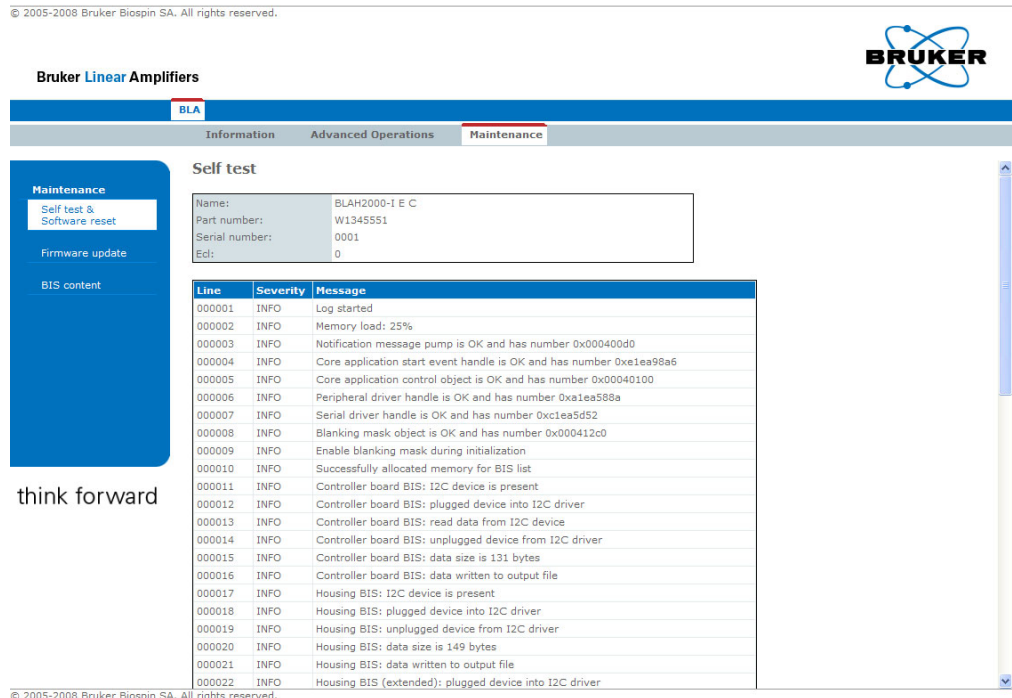 © 2005-2008 Bruker Biospin SA. All rights reserved.
BRUKER
Bruker Linear Amplifiers
BLA
Information Advanced Operations Maintenance
Maintenance
Self test &
Software reset
Firmware update
BIS content
think forward
Self test
Name: BLAH2000-I E C
Part number: W1345551
Serial number: 0001
Ecl: 0
Line Severity Message
000001 INFO Log started
000002 INFO Memory load: 25%
000003 INFO Notification message pump is OK and has number 0x000400d0
000004 INFO Core application start event handle is OK and has number 0xe1ea98a6
000005 INFO Core application control object is OK and has number 0x00040100
000006 INFO Peripheral driver handle is OK and has number 0xa1ea588a
000007 INFO Serial driver handle is OK and has number 0xc1ea5d52
000008 INFO Blanking mask object is OK and has number 0x000412c0
000009 INFO Enable blanking mask during initialization
000010 INFO Successfully allocated memory for BIS list
000011 INFO Controller board BIS: I2C device is present
000012 INFO Controller board BIS: plugged device into I2C driver
000013 INFO Controller board BIS: read data from I2C device
000014 INFO Controller board BIS: unplugged device from I2C driver
000015 INFO Controller board BIS: data size is 131 bytes
000016 INFO Controller board BIS: data written to output file
000017 INFO Housing BIS: I2C device is present
000018 INFO Housing BIS: plugged device into I2C driver
000019 INFO Housing BIS: unplugged device from I2C driver
000020 INFO Housing BIS: data size is 149 bytes
000021 INFO Housing BIS: data written to output file
000022 INFO Housing BIS (extended): plugged device into I2C driver
© 2005-2008 Bruker Biospin SA. All rights reserved.